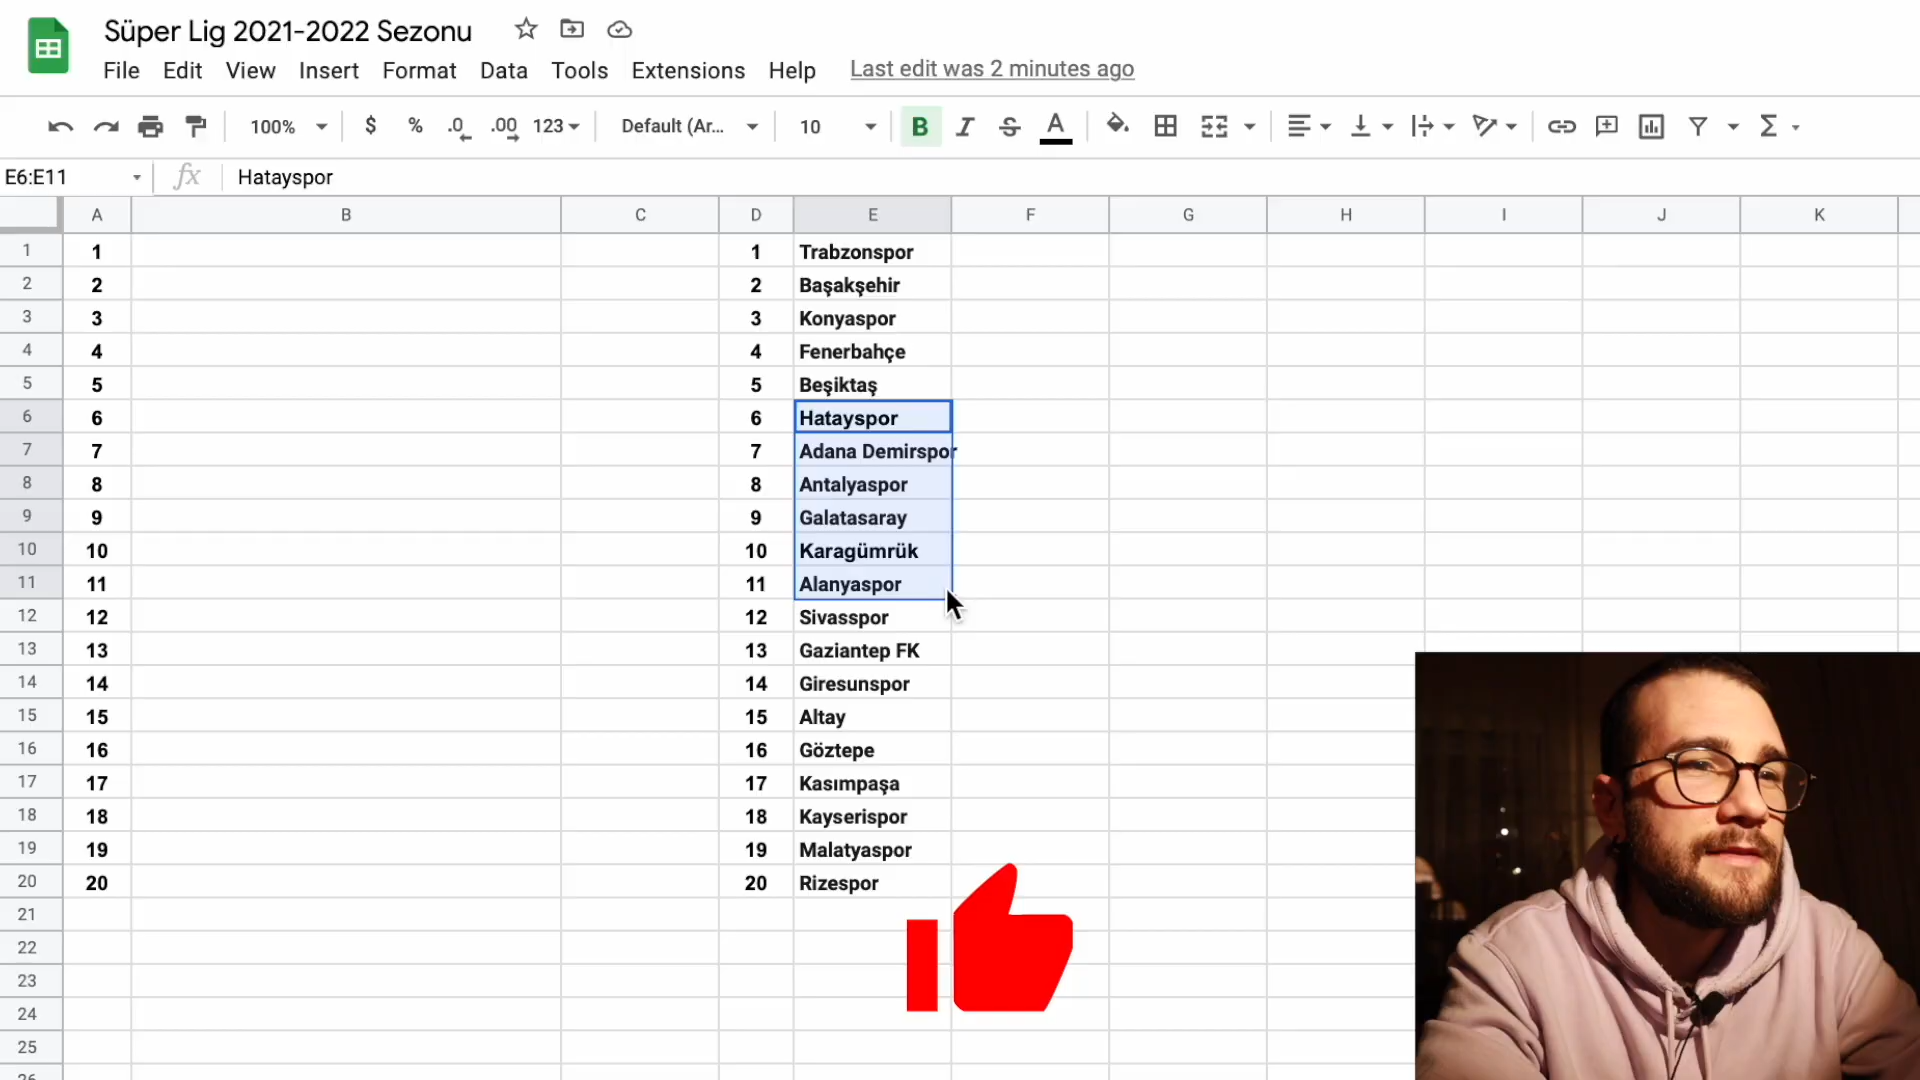 Süper Lig 2021-2022 Sezonu
File Edit View Insert Format Data Tools Extensions Help Last edit was 2 minutes ago
100% $ % .0 .00 123 Default (Ar... 10 B I S A Σ
E6:E11 fx Hatayspor
A B C D E F G H I J K
1 1 1 Trabzonspor
2 2 2 Başakşehir
3 3 3 Konyaspor
4 4 4 Fenerbahçe
5 5 5 Beşiktaş
6 6 6 Hatayspor
7 7 7 Adana Demirspor
8 8 8 Antalyaspor
9 9 9 Galatasaray
10 10 10 Karagümrük
11 11 11 Alanyaspor
12 12 12 Sivasspor
13 13 13 Gaziantep FK
14 14 14 Giresunspor
15 15 15 Altay
16 16 16 Göztepe
17 17 17 Kasımpaşa
18 18 18 Kayserispor
19 19 19 Malatyaspor
20 20 20 Rizespor
21
22
23
24
25
26